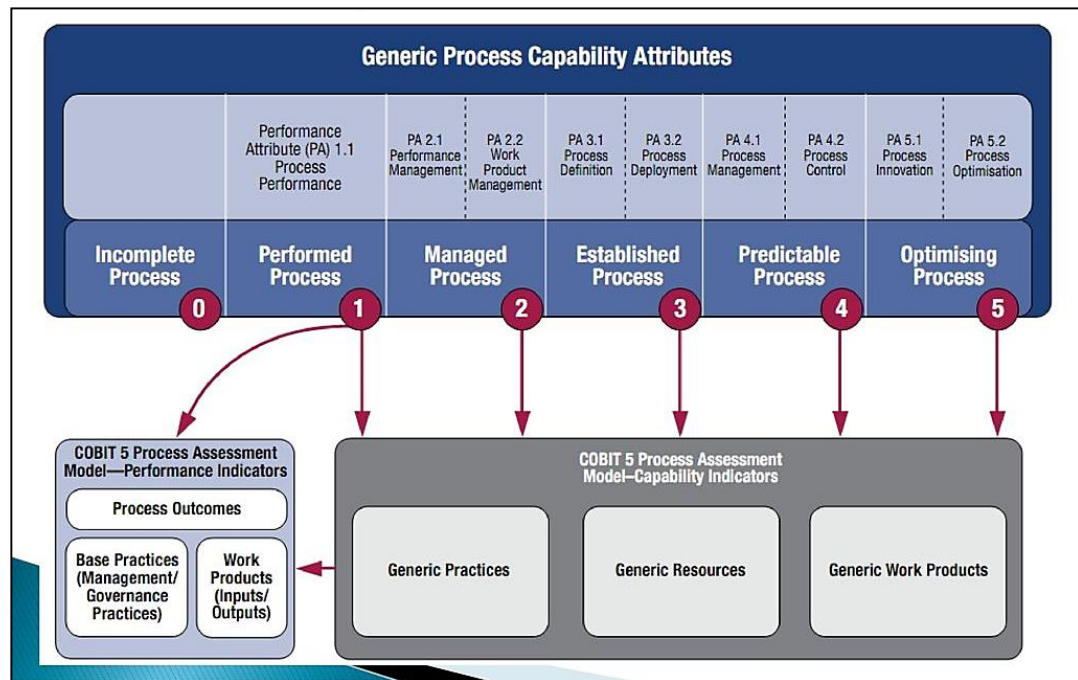 Generic Process Capability Attributes
Performance
Attribute (PA) 1.1
Process
Performance
PA 2.1
Performance
Management
PA 2.2
Work
Product
Management
PA 3.1
Process
Definition
PA 3.2
Process
Deployment
PA 4.1
Process
Management
PA 4.2
Process
Control
PA 5.1
Process
Innovation
PA 5.2
Process
Optimisation
Incomplete
Process
0
Performed
Process
1
Managed
Process
2
Established
Process
3
Predictable
Process
4
Optimising
Process
5
COBIT 5 Process Assessment
Model—Performance Indicators
Process Outcomes
Base Practices
(Management/
Governance
Practices)
Work
Products
(Inputs/
Outputs)
COBIT 5 Process Assessment
Model–Capability Indicators
Generic Practices
Generic Resources
Generic Work Products